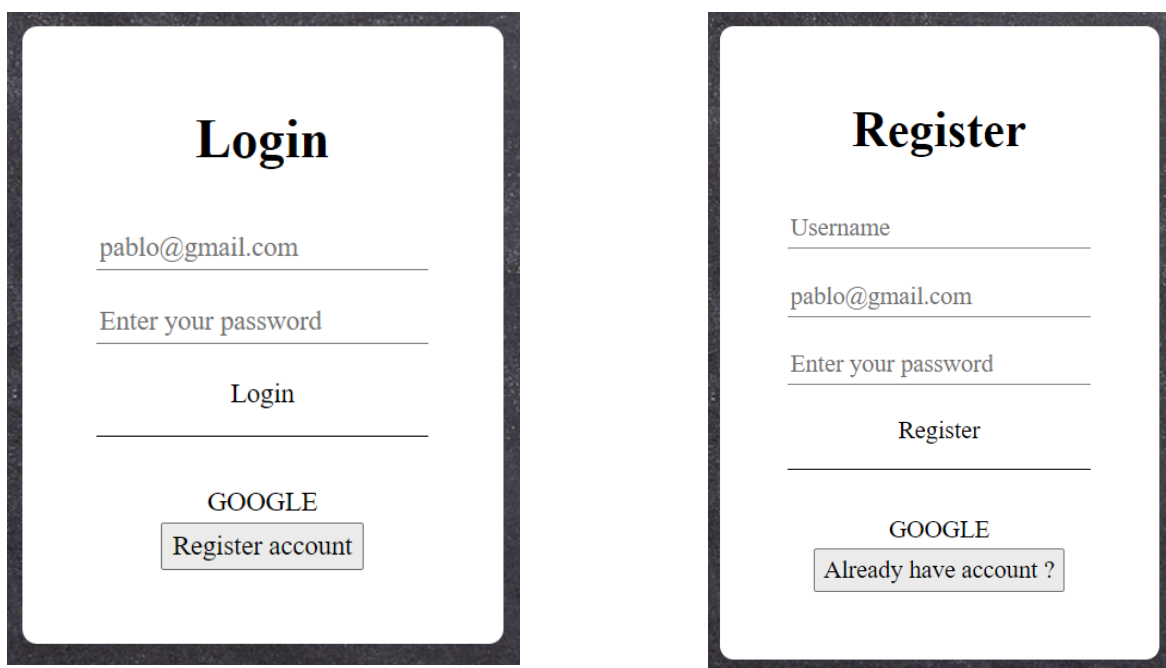 Login
pablo@gmail.com
Enter your password
Login
GOOGLE
Register account
Register
Username
pablo@gmail.com
Enter your password
Register
GOOGLE
Already have account ?